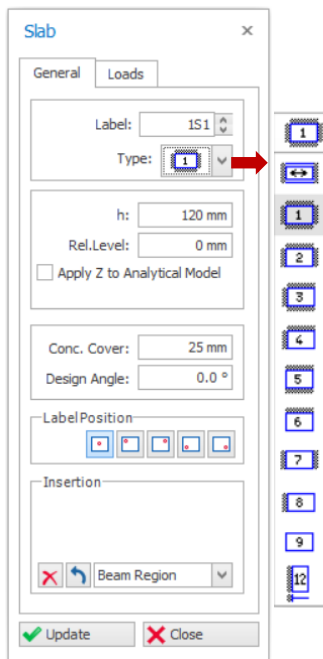 Slab
General Loads
Label: 1S1
Type: 1
h: 120 mm
Rel.Level: 0 mm
Apply Z to Analytical Model
Conc. Cover: 25 mm
Design Angle: 0.0 °
Label Position
Insertion
Beam Region
Update Close
1
1
2
3
4
5
6
7
8
9
12